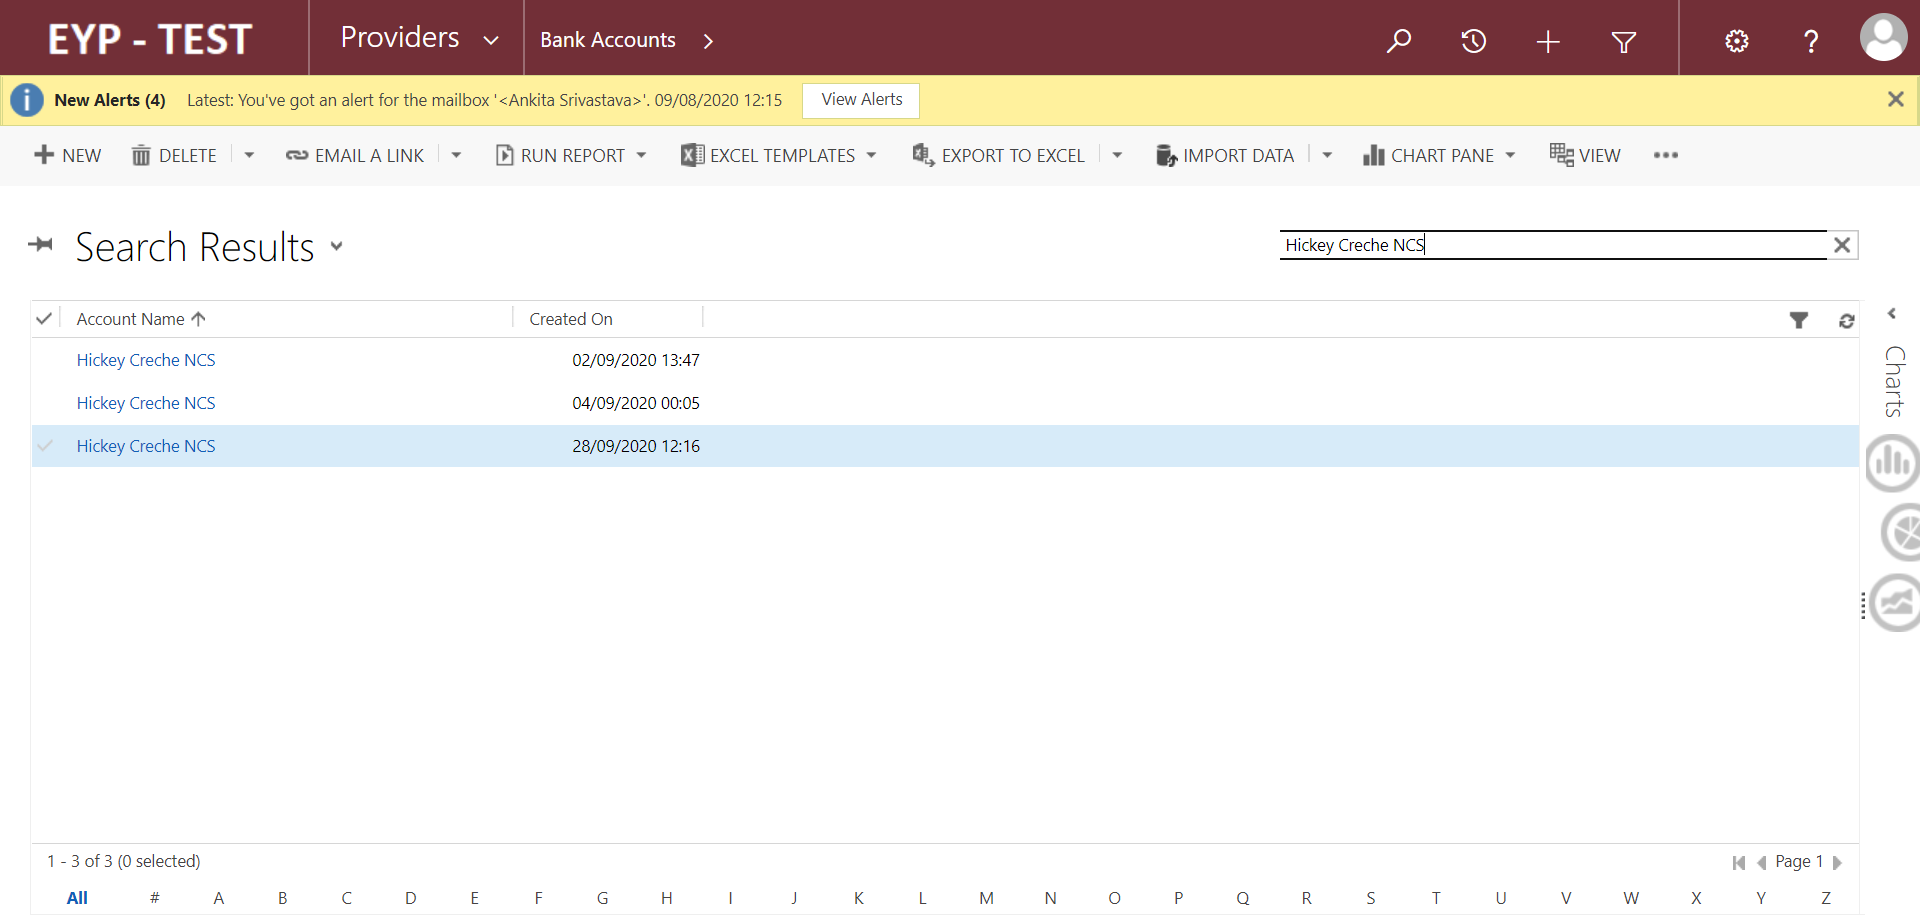 EYP - TEST
Providers
Bank Accounts
New Alerts (4) Latest: You've got an alert for the mailbox '<Ankita Srivastava>'. 09/08/2020 12:15 View Alerts
NEW DELETE EMAIL A LINK RUN REPORT EXCEL TEMPLATES EXPORT TO EXCEL IMPORT DATA CHART PANE VIEW
Search Results
Hickey Creche NCS
Account Name Created On
Hickey Creche NCS 02/09/2020 13:47
Hickey Creche NCS 04/09/2020 00:05
Hickey Creche NCS 28/09/2020 12:16
Charts
1 - 3 of 3 (0 selected)
Page 1
All # A B C D E F G H I J K L M N O P Q R S T U V W X Y Z